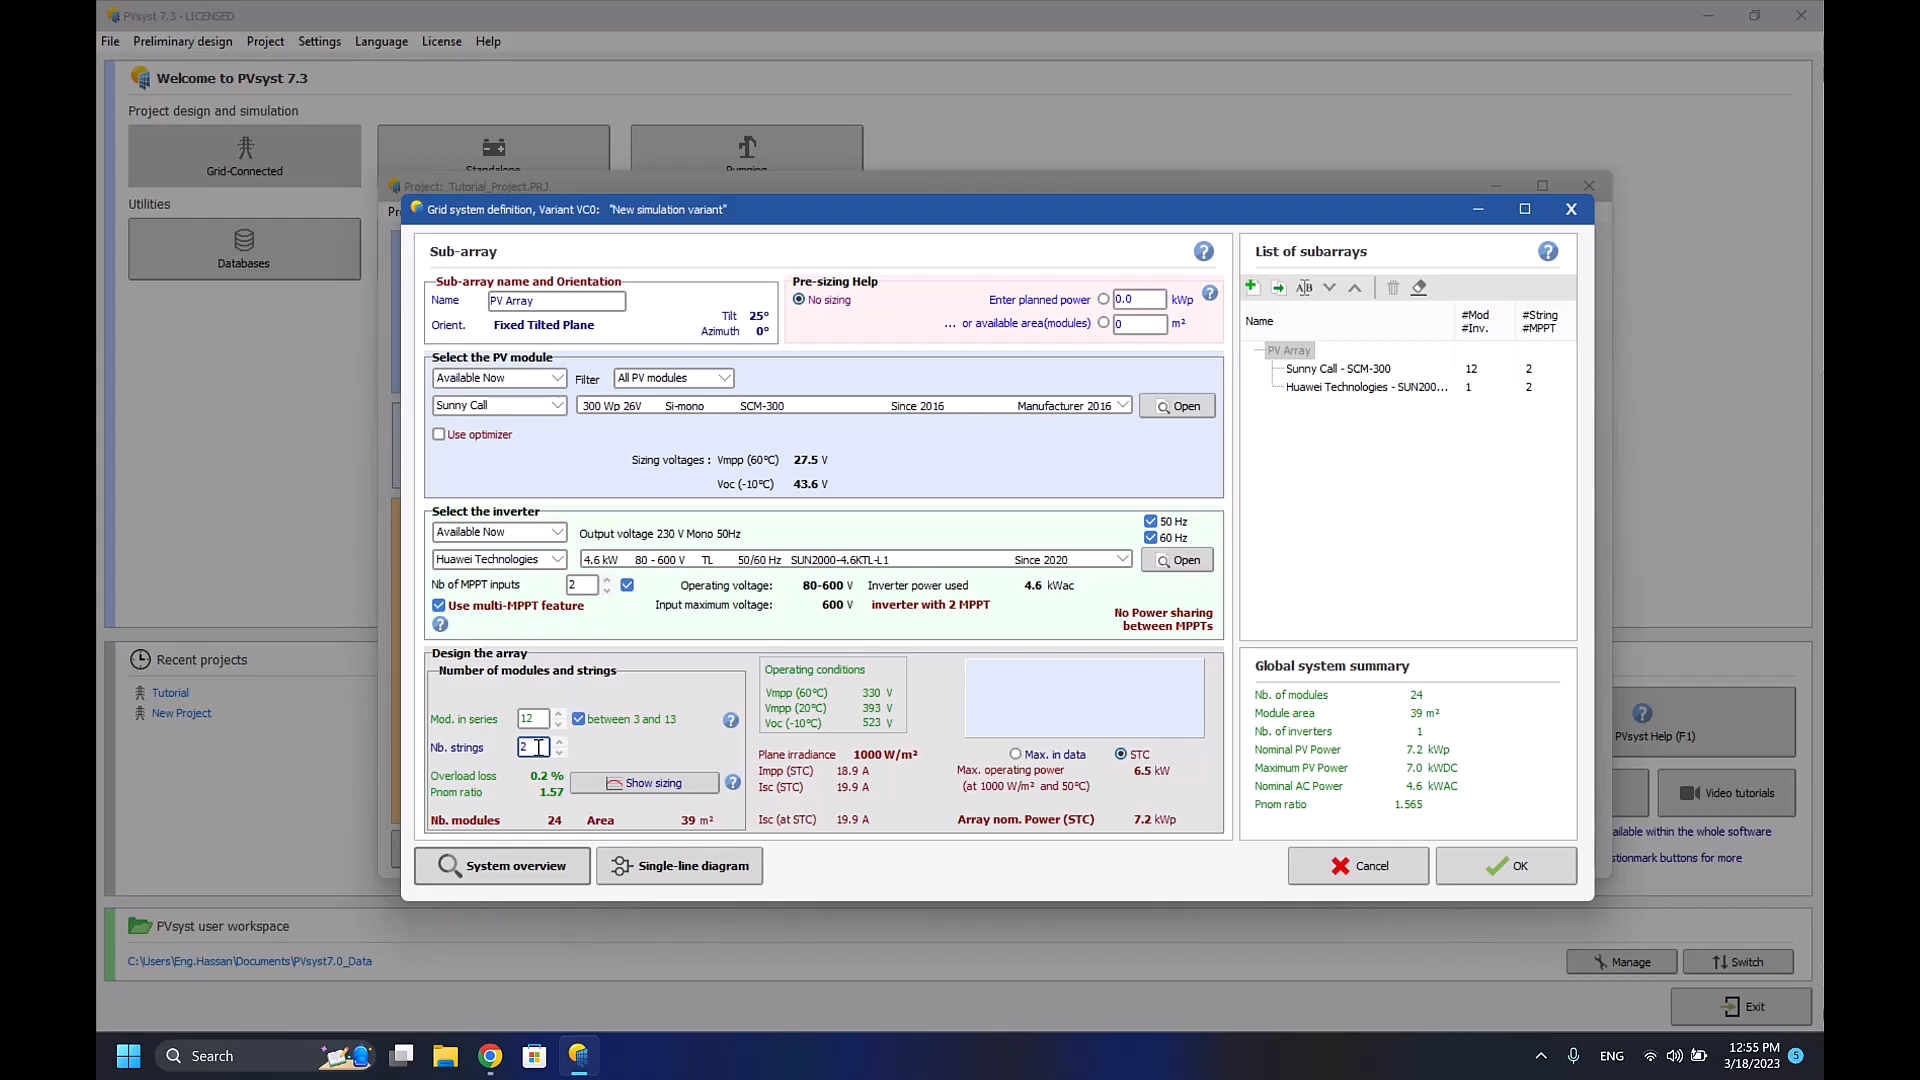 PVsyst 7.3 - LICENSED
File Preliminary design Project Settings Language License Help
Welcome to PVsyst 7.3
Project design and simulation
Grid-Connected
Standalone
Pumping
Utilities
Databases
Project: Tutorial_Project.PRJ
Grid system definition, Variant VC0: "New simulation variant"
Sub-array
Sub-array name and Orientation
Name PV Array
Orient. Fixed Tilted Plane
Tilt 25°
Azimuth 0°
Pre-sizing Help
No sizing
Enter planned power 0.0 kWp
... or available area(modules) 0 m²
Select the PV module
Available Now Filter All PV modules
Sunny Call 300 Wp 26V Si-mono SCM-300 Since 2016 Manufacturer 2016 Open
Use optimizer
Sizing voltages : Vmpp (60°C) 27.5 V
Voc (-10°C) 43.6 V
Select the inverter
Available Now Output voltage 230 V Mono 50Hz
50 Hz
60 Hz
Huawei Technologies 4.6 kW 80 - 600 V TL 50/60 Hz SUN2000-4.6KTL-L1 Since 2020 Open
Nb of MPPT inputs 2 Operating voltage: 80-600 V Inverter power used 4.6 kWac
Use multi-MPPT feature Input maximum voltage: 600 V inverter with 2 MPPT
No Power sharing
between MPPTs
Design the array
Number of modules and strings
Mod. in series 12 between 3 and 13
Nb. strings 2
Overload loss 0.2 %
Pnom ratio 1.57
Show sizing
Nb. modules 24 Area 39 m²
Operating conditions
Vmpp (60°C) 330 V
Vmpp (20°C) 393 V
Voc (-10°C) 523 V
Plane irradiance 1000 W/m²
Impp (STC) 18.9 A
Isc (STC) 19.9 A
Isc (at STC) 19.9 A
Max. in data STC
Max. operating power 6.5 kW
(at 1000 W/m² and 50°C)
Array nom. Power (STC) 7.2 kWp
List of subarrays
Name #Mod #String
#Inv. #MPPT
PV Array
Sunny Call - SCM-300 12 2
Huawei Technologies - SUN200... 1 2
Global system summary
Nb. of modules 24
Module area 39 m²
Nb. of inverters 1
Nominal PV Power 7.2 kWp
Maximum PV Power 7.0 kWDC
Nominal AC Power 4.6 kWAC
Pnom ratio 1.565
System overview Single-line diagram Cancel OK
Recent projects
Tutorial
New Project
PVsyst Help (F1)
Video tutorials
ailable within the whole software
questionmark buttons for more
PVsyst user workspace
C:\Users\Eng.Hassan\Documents\PVsyst7.0_Data
Manage Switch
Exit
Search
ENG
12:55 PM
3/18/2023
5